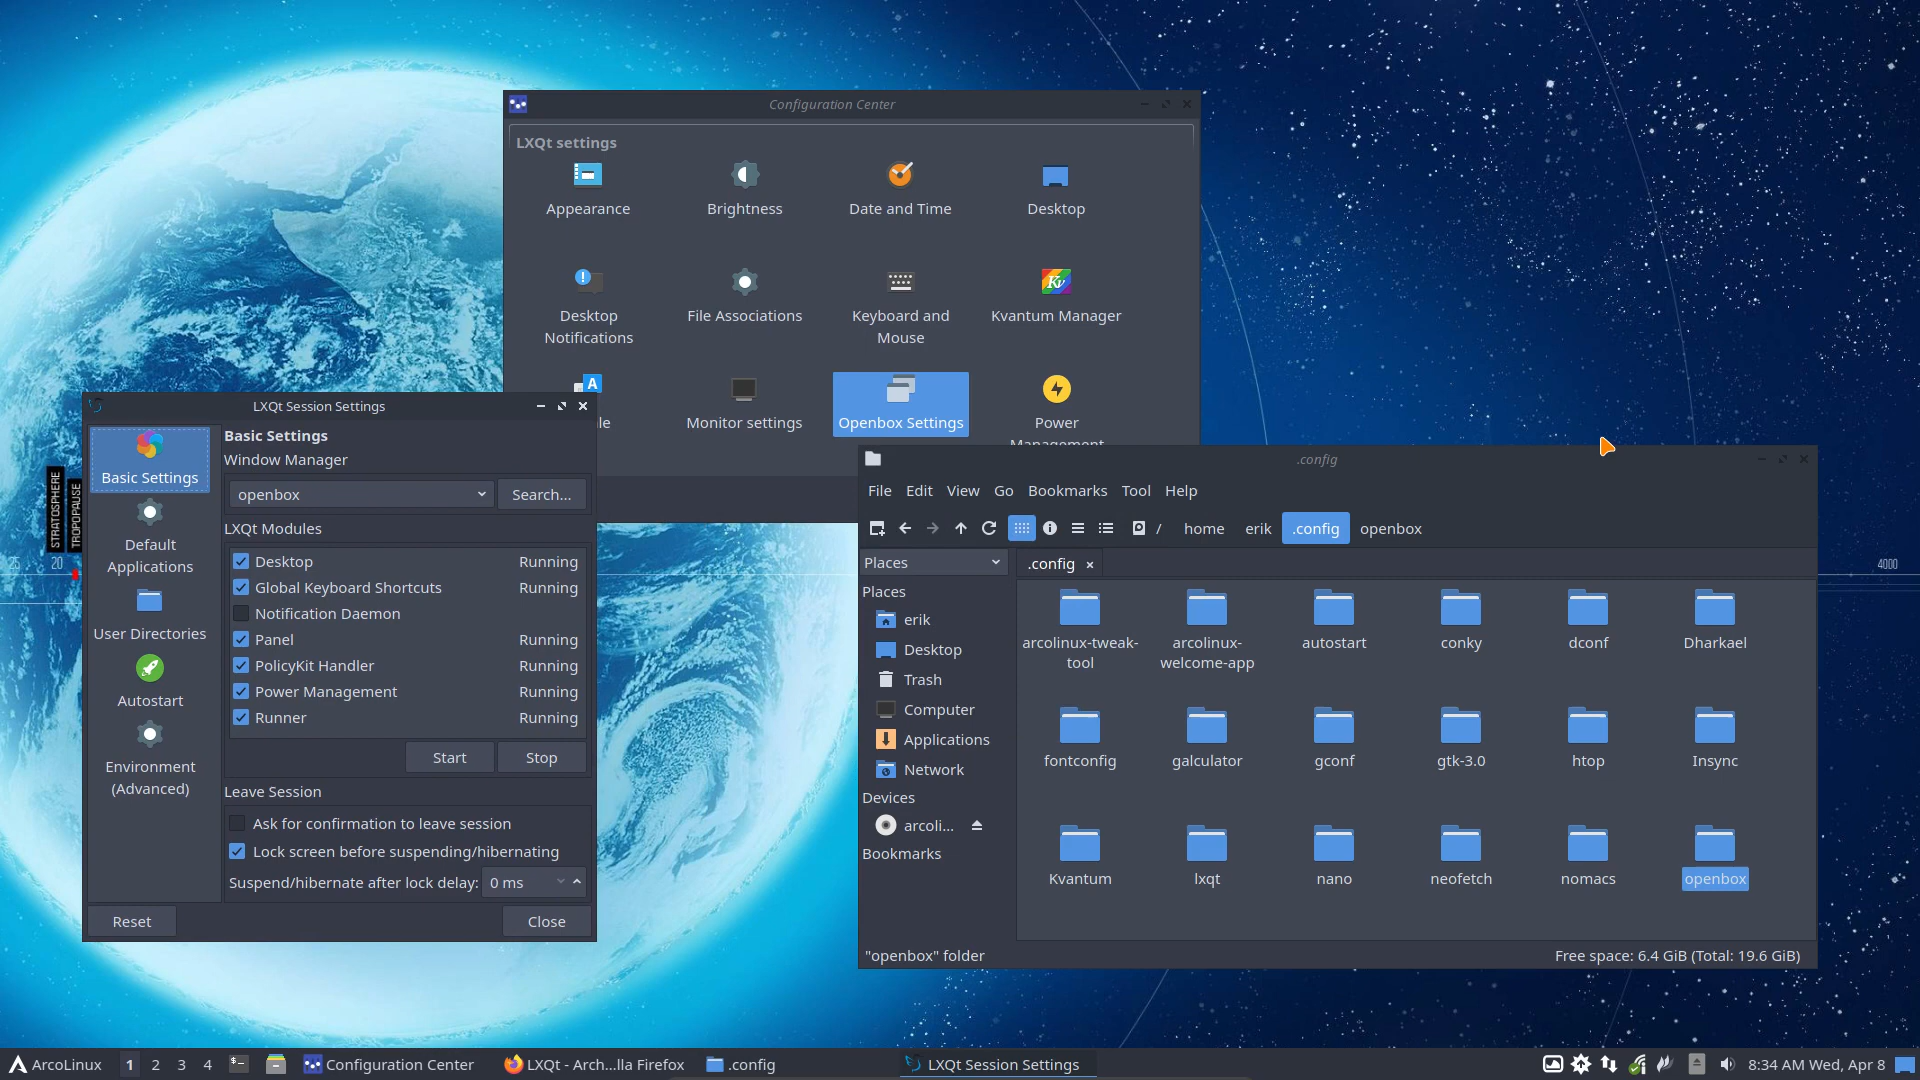 Configuration Center
LXQt settings
Appearance
Brightness
Date and Time
Desktop
Desktop
Notifications
File Associations
Keyboard and
Mouse
Kvantum Manager
A
le
Monitor settings
Openbox Settings
Power
Management
LXQt Session Settings
Basic Settings
Default
Applications
User Directories
Autostart
Environment
(Advanced)
Basic Settings
Window Manager
openbox
Search...
LXQt Modules
Desktop Running
Global Keyboard Shortcuts Running
Notification Daemon
Panel Running
PolicyKit Handler Running
Power Management Running
Runner Running
Start
Stop
Leave Session
Ask for confirmation to leave session
Lock screen before suspending/hibernating
Suspend/hibernate after lock delay: 0 ms
Reset
Close
STRATOSPHERE
TROPOPAUSE
25 20
4000
.config
File Edit View Go Bookmarks Tool Help
/ home erik .config openbox
Places
.config ×
Places
erik
Desktop
Trash
Computer
Applications
Network
Devices
arcoli...
Bookmarks
arcolinux-tweak-
tool
arcolinux-
welcome-app
autostart
conky
dconf
Dharkael
fontconfig
galculator
gconf
gtk-3.0
htop
Insync
Kvantum
lxqt
nano
neofetch
nomacs
openbox
"openbox" folder
Free space: 6.4 GiB (Total: 19.6 GiB)
ArcoLinux 1 2 3 4 Configuration Center LXQt - Arch...lla Firefox .config LXQt Session Settings 8:34 AM Wed, Apr 8